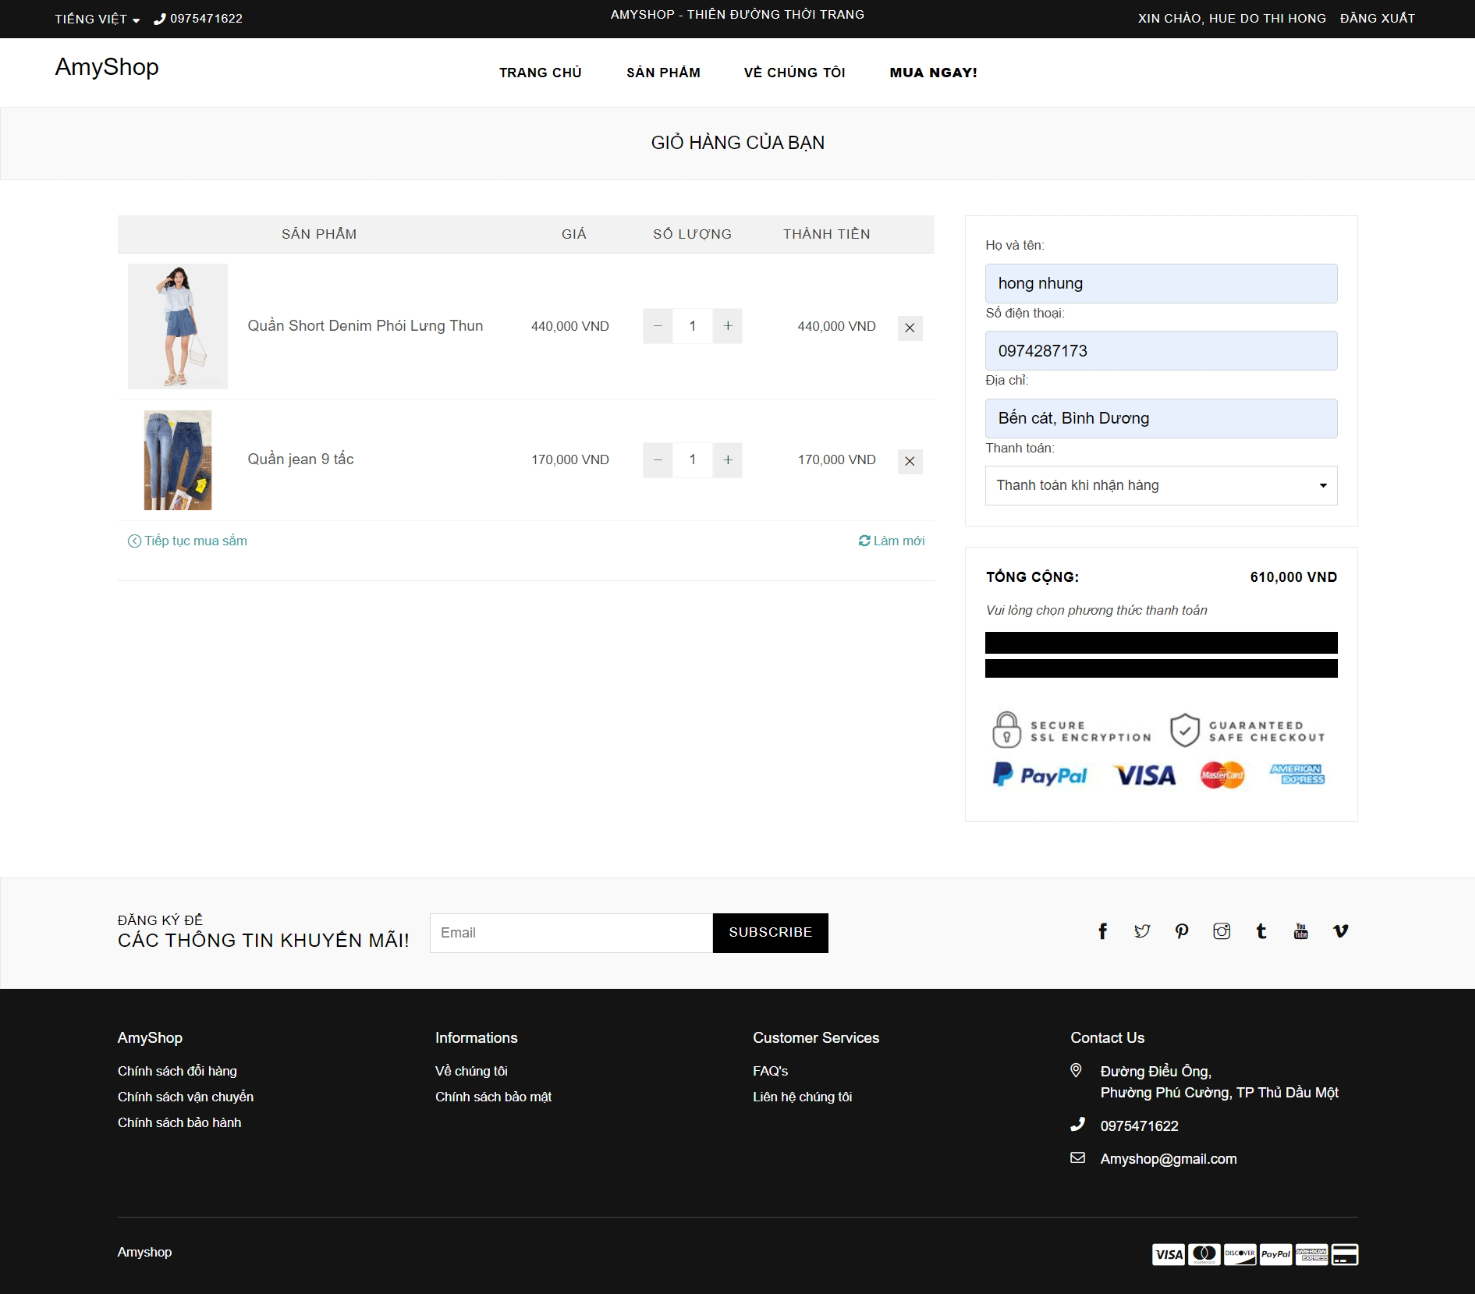 TIẾNG VIỆT
0975471622
AMYSHOP - THIÊN ĐƯỜNG THỜI TRANG
XIN CHÀO, HUE DO THI HONG
ĐĂNG XUẤT
AmyShop
TRANG CHỦ
SẢN PHẨM
VỀ CHÚNG TÔI
MUA NGAY!
GIỎ HÀNG CỦA BẠN
SẢN PHẨM
GIÁ
SỐ LƯỢNG
THÀNH TIỀN
Quần Short Denim Phối Lưng Thun
440,000 VND
− 1 +
440,000 VND
Quần jean 9 tấc
170,000 VND
− 1 +
170,000 VND
Tiếp tục mua sắm
Làm mới
Họ và tên:
hong nhung
Số điện thoại:
0974287173
Địa chỉ:
Bến cát, Bình Dương
Thanh toán:
Thanh toán khi nhận hàng
TỔNG CỘNG:
610,000 VND
Vui lòng chọn phương thức thanh toán
SECURE
SSL ENCRYPTION
GUARANTEED
SAFE CHECKOUT
PayPal
VISA
MasterCard
AMERICAN
EXPRESS
ĐĂNG KÝ ĐỂ
CÁC THÔNG TIN KHUYẾN MÃI!
Email
SUBSCRIBE
You
Tube
AmyShop
Chính sách đổi hàng
Chính sách vận chuyển
Chính sách bảo hành
Informations
Về chúng tôi
Chính sách bảo mật
Customer Services
FAQ's
Liên hệ chúng tôi
Contact Us
Đường Điểu Ông,
Phường Phú Cường, TP Thủ Dầu Một
0975471622
Amyshop@gmail.com
Amyshop
VISA
mastercard
DISCOVER
PayPal
AMERICAN
EXPRESS